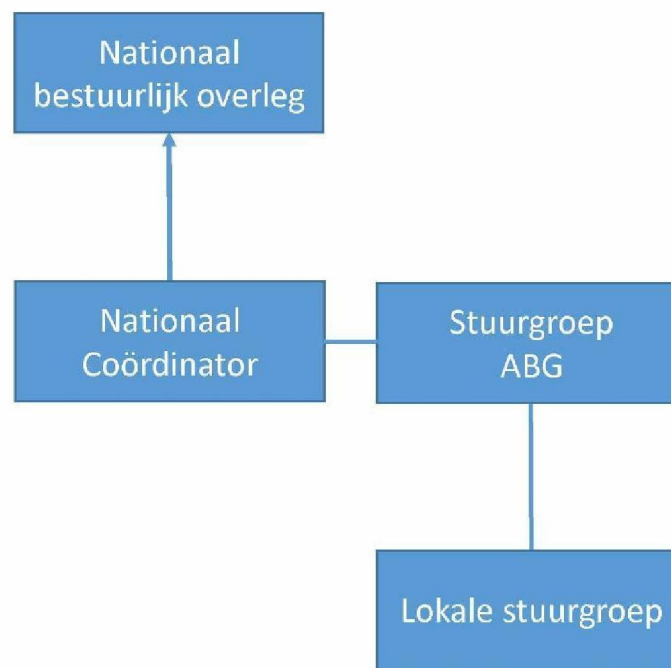 Nationaal
bestuurlijk overleg
Nationaal
Coördinator
Stuurgroep
ABG
Lokale stuurgroep